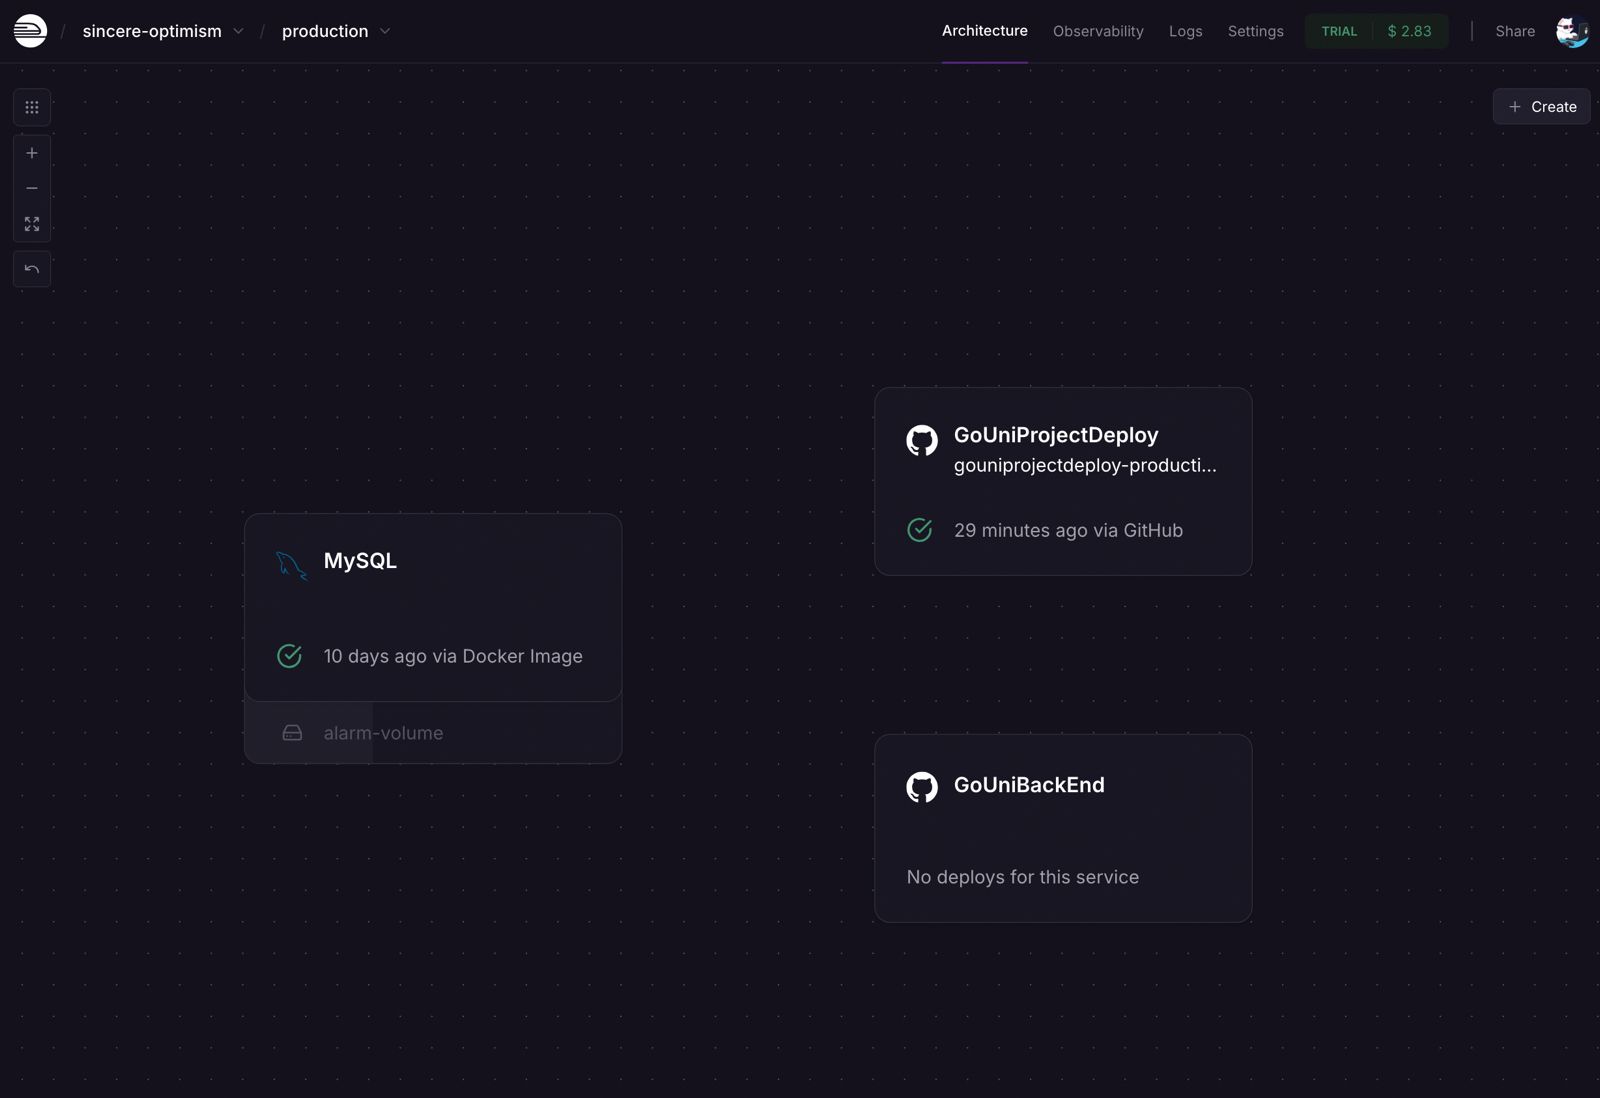 / sincere-optimism / production
Architecture Observability Logs Settings TRIAL $ 2.83 Share
Create
GoUniProjectDeploy
gouniprojectdeploy-producti...
29 minutes ago via GitHub
MySQL
10 days ago via Docker Image
alarm-volume
GoUniBackEnd
No deploys for this service